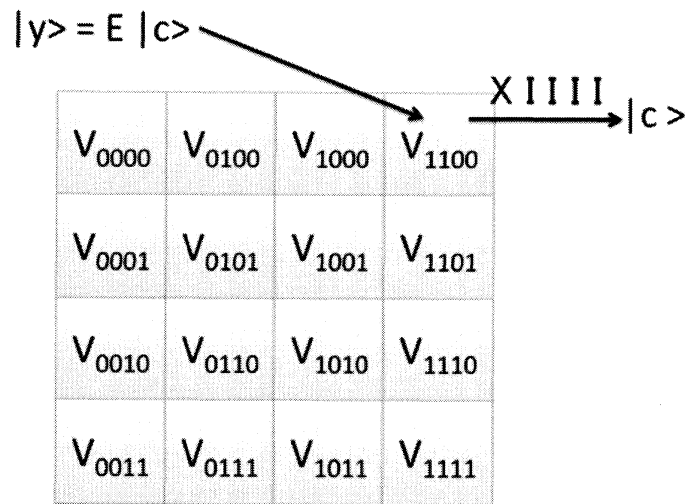 |y> = E |c>
X I I I I
|c >
V0000 V0100 V1000 V1100
V0001 V0101 V1001 V1101
V0010 V0110 V1010 V1110
V0011 V0111 V1011 V1111